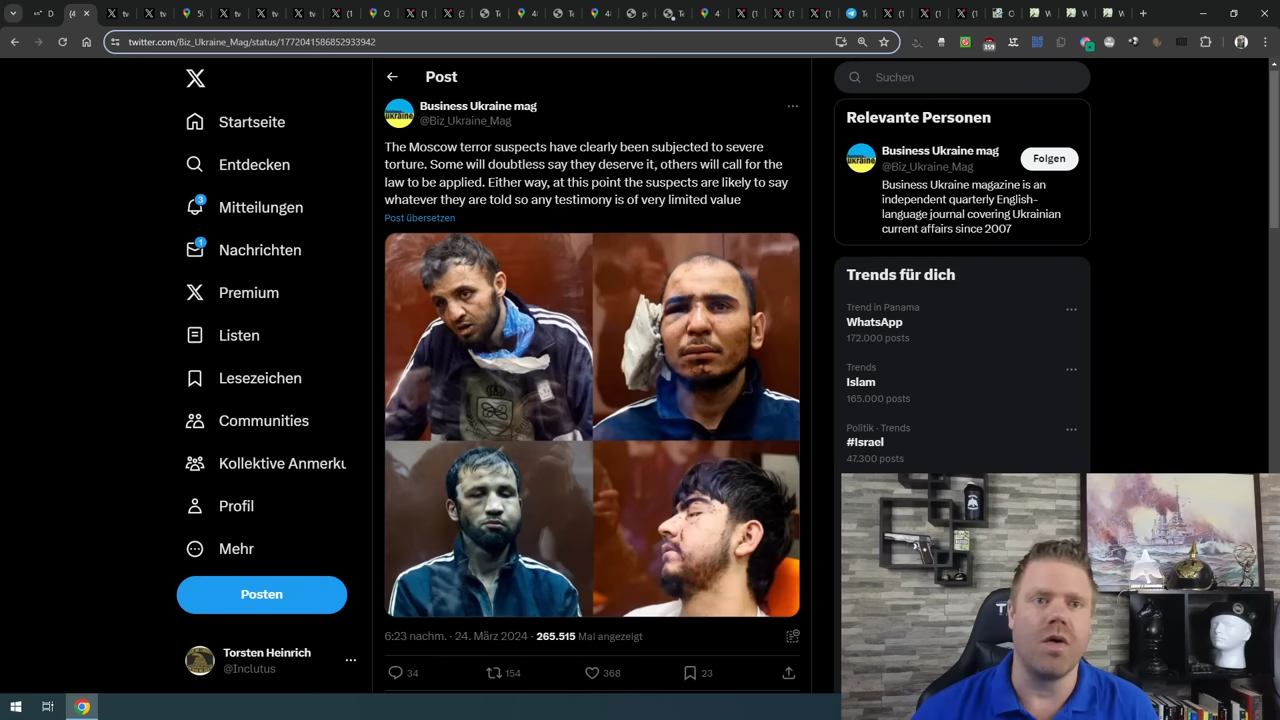 twitter.com/Biz_Ukraine_Mag/status/1772041586852933942
359
Startseite
Entdecken
3
Mitteilungen
1
Nachrichten
Premium
Listen
Lesezeichen
Communities
Kollektive Anmerku
Profil
Mehr
Posten
Torsten Heinrich
@Inclutus
Post
Business Ukraine mag
@Biz_Ukraine_Mag
The Moscow terror suspects have clearly been subjected to severe
torture. Some will doubtless say they deserve it, others will call for the
law to be applied. Either way, at this point the suspects are likely to say
whatever they are told so any testimony is of very limited value
Post übersetzen
6:23 nachm. · 24. März 2024 · 265.515 Mal angezeigt
34 154 368 23
Suchen
Relevante Personen
Business Ukraine mag
@Biz_Ukraine_Mag
Folgen
Business Ukraine magazine is an
independent quarterly English-
language journal covering Ukrainian
current affairs since 2007
Trends für dich
Trend in Panama
WhatsApp
172.000 posts
Trends
Islam
165.000 posts
Politik · Trends
#Israel
47.300 posts